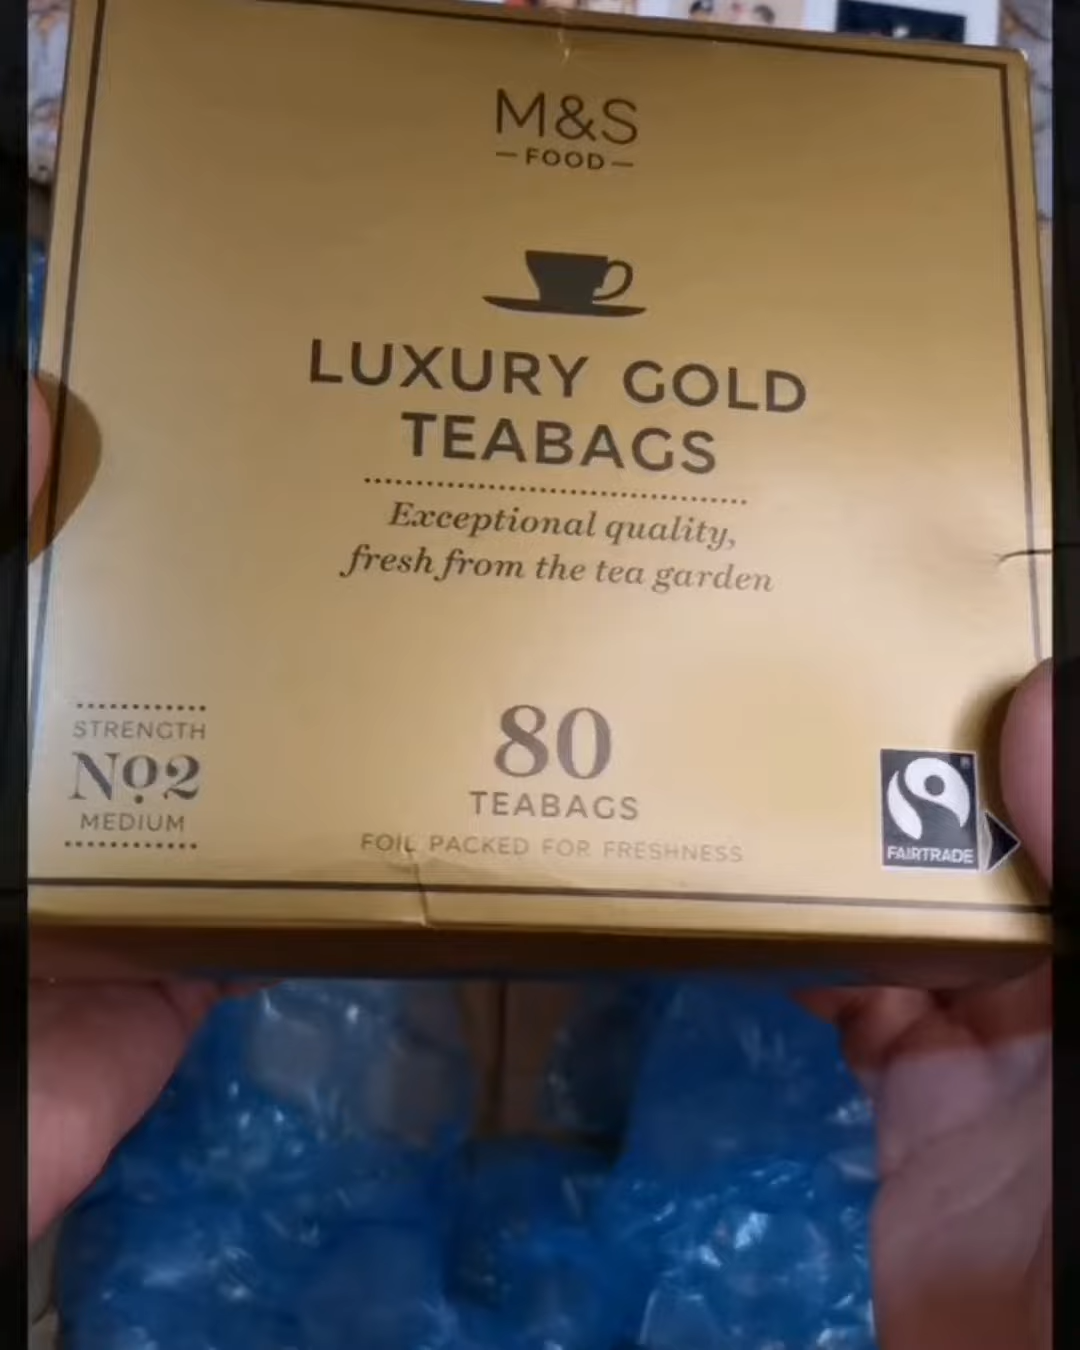 M&S
FOOD
LUXURY GOLD
TEABAGS
Exceptional quality,
fresh from the tea garden
STRENGTH
Nº2
MEDIUM
80
TEABAGS
FOIL PACKED FOR FRESHNESS
FAIRTRADE